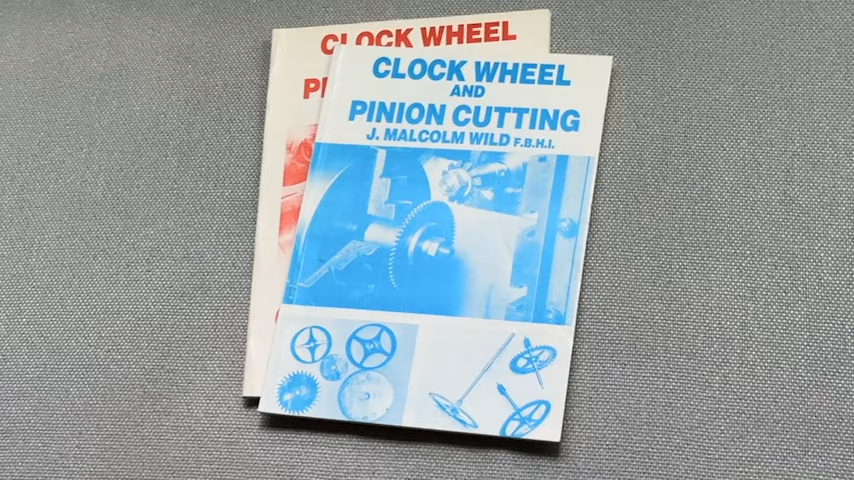 CLOCK WHEEL
CLOCK WHEEL
AND
PINION CUTTING
J. MALCOLM WILD F.B.H.I.